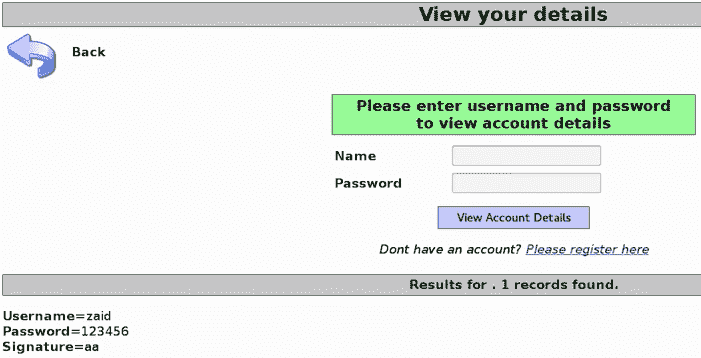 View your details
Back
Please enter username and password
to view account details
Name
Password
View Account Details
Dont have an account? Please register here
Results for . 1 records found.
Username=zaid
Password=123456
Signature=aa